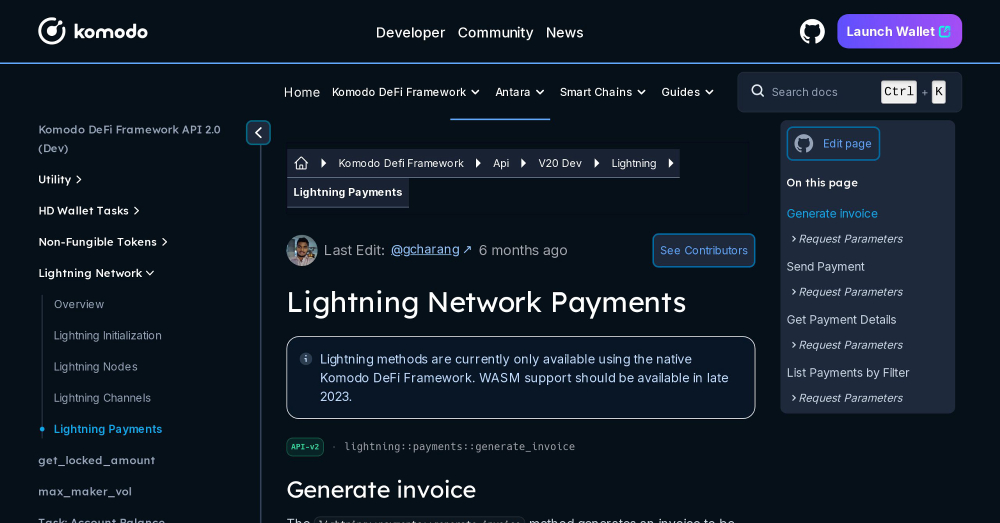 komodo
Developer Community News
Launch Wallet
Home Komodo DeFi Framework Antara Smart Chains Guides
Search docs Ctrl + K
Komodo DeFi Framework API 2.0
(Dev)
Utility
HD Wallet Tasks
Non-Fungible Tokens
Lightning Network
Overview
Lightning Initialization
Lightning Nodes
Lightning Channels
Lightning Payments
get_locked_amount
max_maker_vol
Task: Account Balance
Komodo Defi Framework Api V20 Dev Lightning
Lightning Payments
Last Edit: @gcharang ↗ 6 months ago
See Contributors
Lightning Network Payments
Lightning methods are currently only available using the native
Komodo DeFi Framework. WASM support should be available in late
2023.
API-v2 · lightning::payments::generate_invoice
Generate invoice
The lightning::payments::generate_invoice method generates an invoice to be
Edit page
On this page
Generate invoice
Request Parameters
Send Payment
Request Parameters
Get Payment Details
Request Parameters
List Payments by Filter
Request Parameters